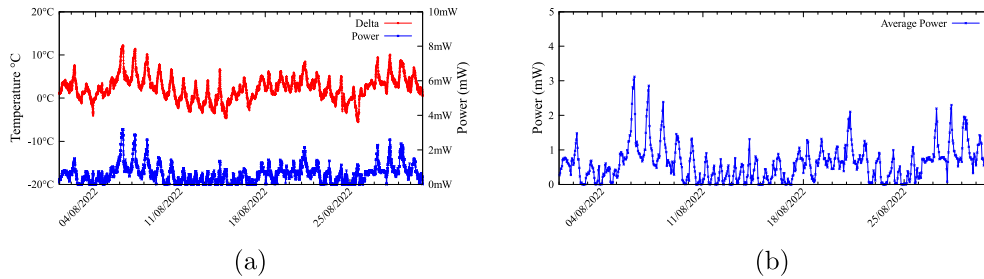 20°C
10°C
0°C
-10°C
-20°C
Temperature °C
Delta
Power
10mW
8mW
6mW
4mW
2mW
0mW
Power (mW)
04/08/2022
11/08/2022
18/08/2022
25/08/2022
(a)
5
4
3
2
1
0
Power (mW)
Average Power
04/08/2022
11/08/2022
18/08/2022
25/08/2022
(b)